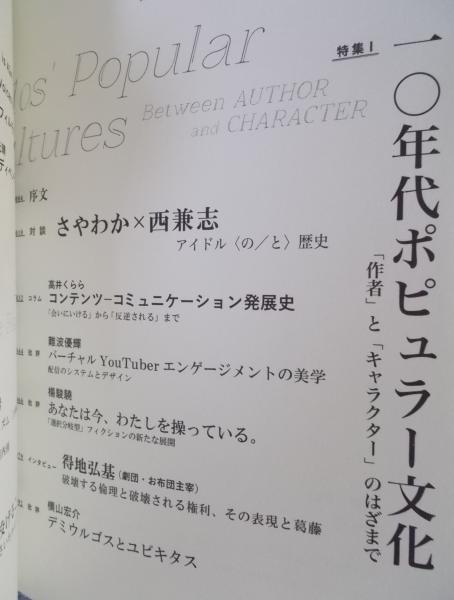 特集Ⅰ
一〇年代ポピュラー文化
「作者」と「キャラクター」のはざまで
Popular
Between AUTHOR
and CHARACTER
序文
対談
さやわか×西兼志
アイドル〈の／と〉歴史
コラム
高井くらら
コンテンツ−コミュニケーション発展史
「会いにいける」から「反逆される」まで
批評
難波優輝
バーチャルYouTuberエンゲージメントの美学
配信のシステムとデザイン
批評
楊駿驍
あなたは今、わたしを操っている。
「選択分岐型」フィクションの新たな展開
インタビュー
得地弘基（劇団・お布団主宰）
破壊する倫理と破壊される権利、その表現と葛藤
批評
横山宏介
デミウルゴスとユビキタス